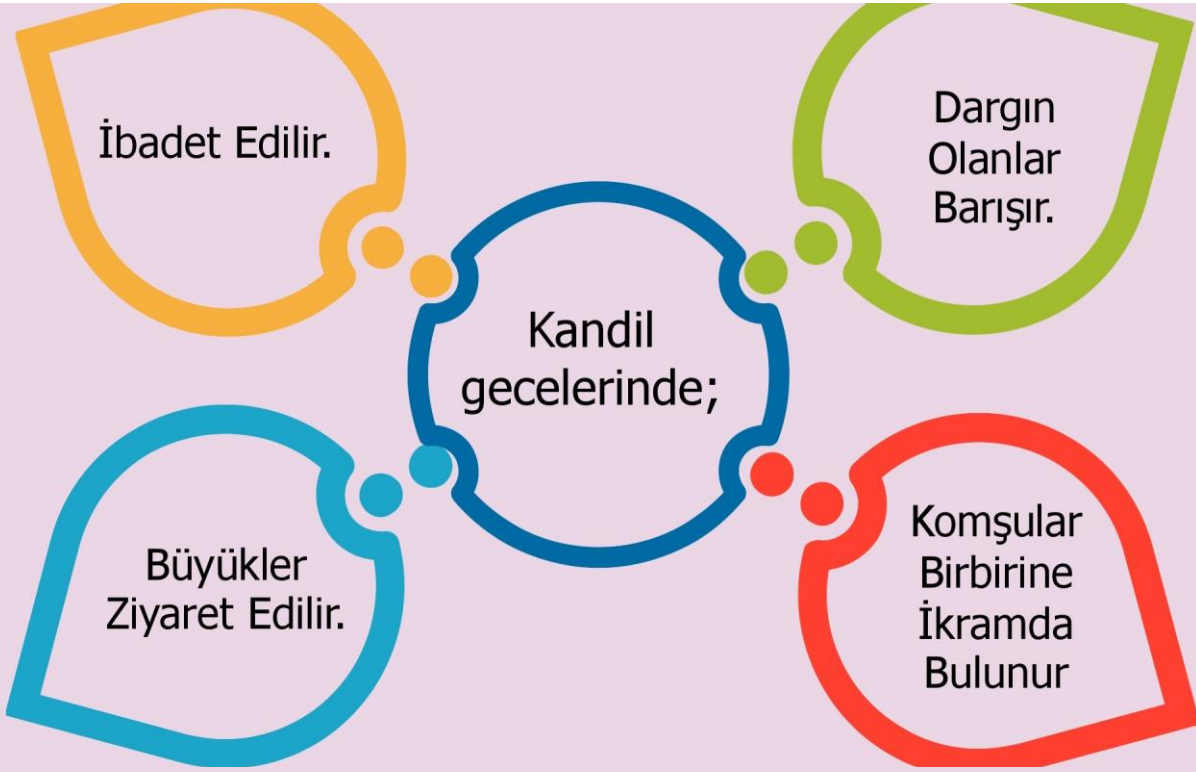 İbadet Edilir.
Dargın
Olanlar
Barışır.
Kandil
gecelerinde;
Büyükler
Ziyaret Edilir.
Komşular
Birbirine
İkramda
Bulunur